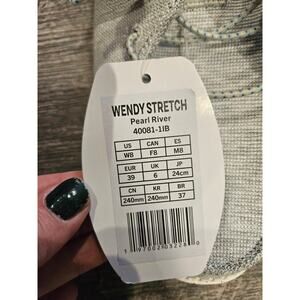 WENDY STRETCH
Pearl River
40081-1IB
US CAN ES
W8 F8 M8
EUR UK JP
39 6 24cm
CN KR BR
240mm 240mm 37